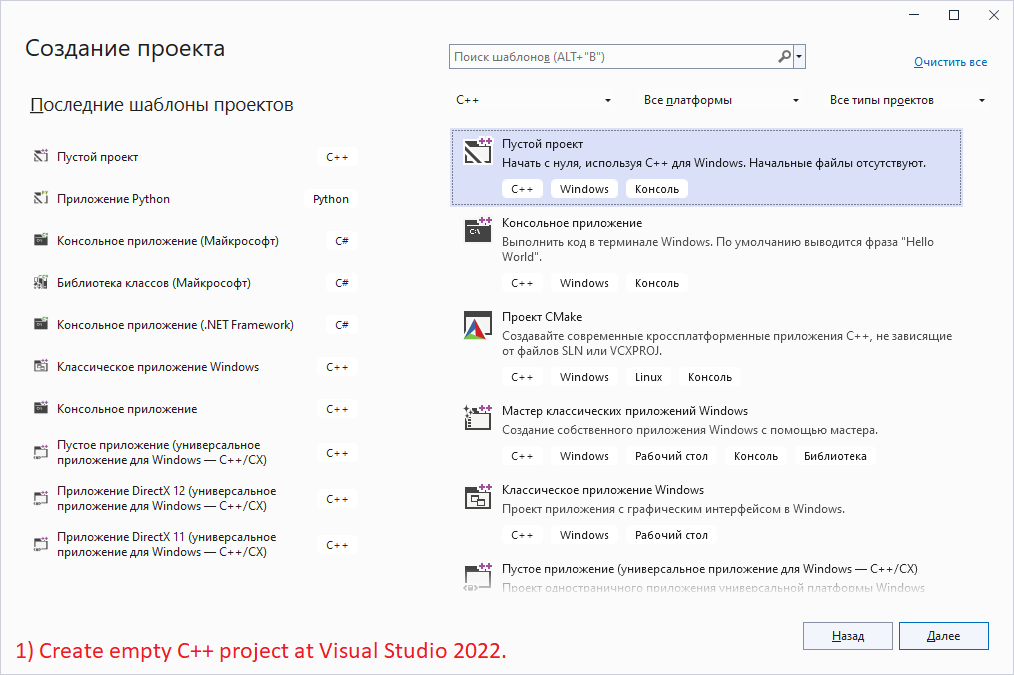 Создание проекта
Поиск шаблонов (ALT+"B")
Очистить все
Последние шаблоны проектов
C++
Все платформы
Все типы проектов
Пустой проект
C++
Приложение Python
Python
Консольное приложение (Майкрософт)
C#
Библиотека классов (Майкрософт)
C#
Консольное приложение (.NET Framework)
C#
Классическое приложение Windows
C++
Консольное приложение
C++
Пустое приложение (универсальное
приложение для Windows — C++/CX)
C++
Приложение DirectX 12 (универсальное
приложение для Windows — C++/CX)
C++
Приложение DirectX 11 (универсальное
приложение для Windows — C++/CX)
C++
Пустой проект
Начать с нуля, используя C++ для Windows. Начальные файлы отсутствуют.
C++ Windows Консоль
Консольное приложение
Выполнить код в терминале Windows. По умолчанию выводится фраза "Hello
World".
C++ Windows Консоль
Проект CMake
Создавайте современные кроссплатформенные приложения C++, не зависящие
от файлов SLN или VCXPROJ.
C++ Windows Linux Консоль
Мастер классических приложений Windows
Создание собственного приложения Windows с помощью мастера.
C++ Windows Рабочий стол Консоль Библиотека
Классическое приложение Windows
Проект приложения с графическим интерфейсом в Windows.
C++ Windows Рабочий стол
Пустое приложение (универсальное приложение для Windows — C++/CX)
Проект одностраничного приложения универсальной платформы Windows
Назад
Далее
1) Create empty C++ project at Visual Studio 2022.